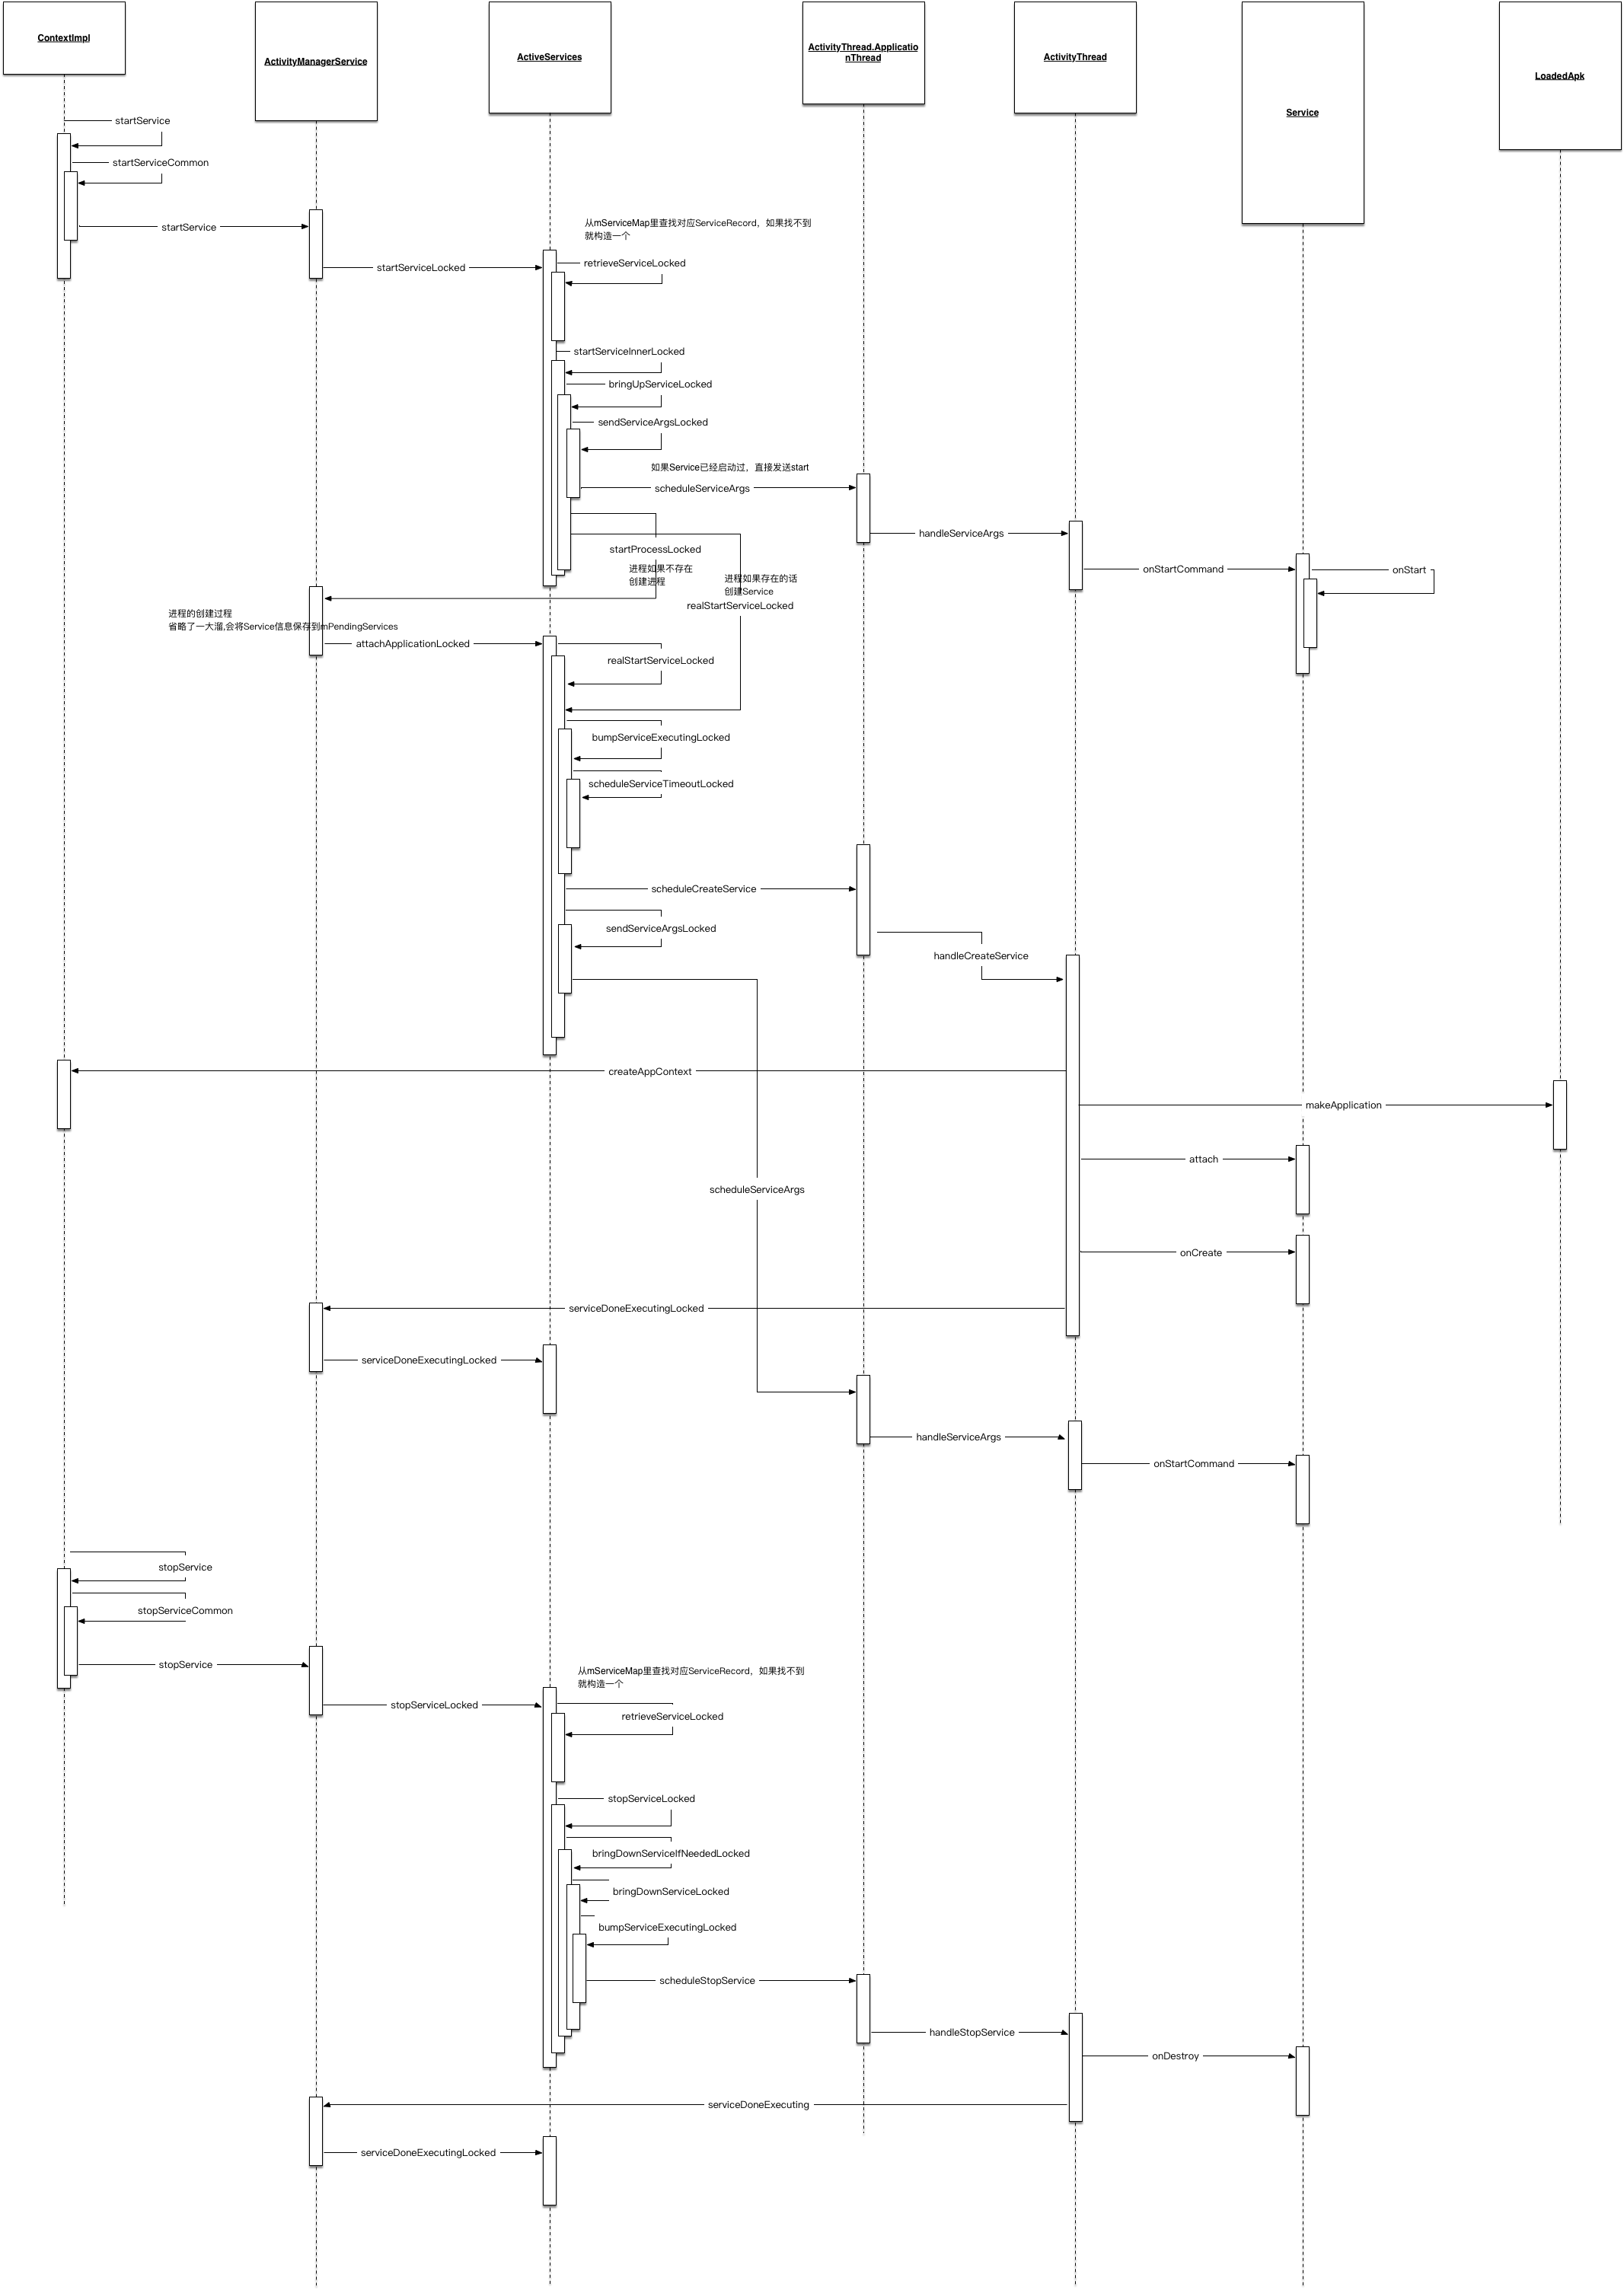 ContextImpl
ActivityManagerService
ActiveServices
ActivityThread.Applicatio
nThread
ActivityThread
Service
LoadedApk
startService
startServiceCommon
startService
从mServiceMap里查找对应ServiceRecord，如果找不到
就构造一个
startServiceLocked
retrieveServiceLocked
startServiceInnerLocked
bringUpServiceLocked
sendServiceArgsLocked
如果Service已经启动过，直接发送start
scheduleServiceArgs
handleServiceArgs
startProcessLocked
进程如果不存在
创建进程
onStartCommand
onStart
进程如果存在的话
创建Service
realStartServiceLocked
进程的创建过程
省略了一大溜,会将Service信息保存到mPendingServices
attachApplicationLocked
realStartServiceLocked
bumpServiceExecutingLocked
scheduleServiceTimeoutLocked
scheduleCreateService
sendServiceArgsLocked
handleCreateService
createAppContext
makeApplication
attach
scheduleServiceArgs
onCreate
serviceDoneExecutingLocked
serviceDoneExecutingLocked
handleServiceArgs
onStartCommand
stopService
stopServiceCommon
stopService
从mServiceMap里查找对应ServiceRecord，如果找不到
就构造一个
stopServiceLocked
retrieveServiceLocked
stopServiceLocked
bringDownServiceIfNeededLocked
bringDownServiceLocked
bumpServiceExecutingLocked
scheduleStopService
handleStopService
onDestroy
serviceDoneExecuting
serviceDoneExecutingLocked